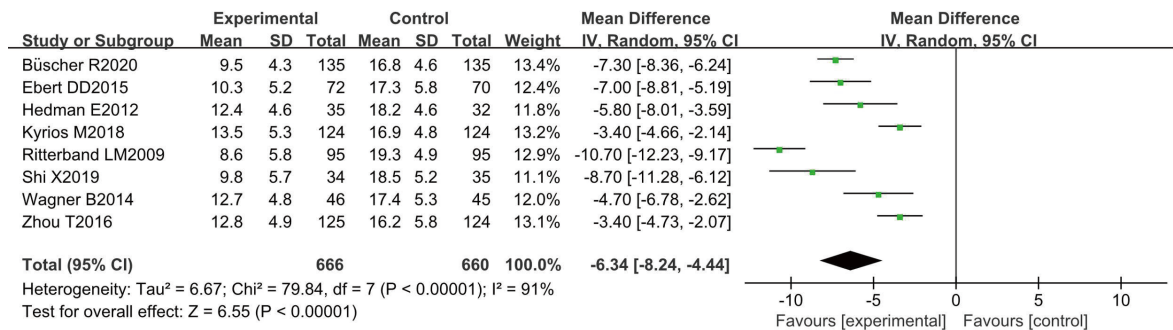 Experimental Control Mean Difference Mean Difference
Study or Subgroup Mean SD Total Mean SD Total Weight IV, Random, 95% CI IV, Random, 95% CI
Büscher R2020 9.5 4.3 135 16.8 4.6 135 13.4% -7.30 [-8.36, -6.24]
Ebert DD2015 10.3 5.2 72 17.3 5.8 70 12.4% -7.00 [-8.81, -5.19]
Hedman E2012 12.4 4.6 35 18.2 4.6 32 11.8% -5.80 [-8.01, -3.59]
Kyrios M2018 13.5 5.3 124 16.9 4.8 124 13.2% -3.40 [-4.66, -2.14]
Ritterband LM2009 8.6 5.8 95 19.3 4.9 95 12.9% -10.70 [-12.23, -9.17]
Shi X2019 9.8 5.7 34 18.5 5.2 35 11.1% -8.70 [-11.28, -6.12]
Wagner B2014 12.7 4.8 46 17.4 5.3 45 12.0% -4.70 [-6.78, -2.62]
Zhou T2016 12.8 4.9 125 16.2 5.8 124 13.1% -3.40 [-4.73, -2.07]
Total (95% CI) 666 660 100.0% -6.34 [-8.24, -4.44]
Heterogeneity: Tau² = 6.67; Chi² = 79.84, df = 7 (P < 0.00001); I² = 91%
Test for overall effect: Z = 6.55 (P < 0.00001)
-10 -5 0 5 10
Favours [experimental] Favours [control]